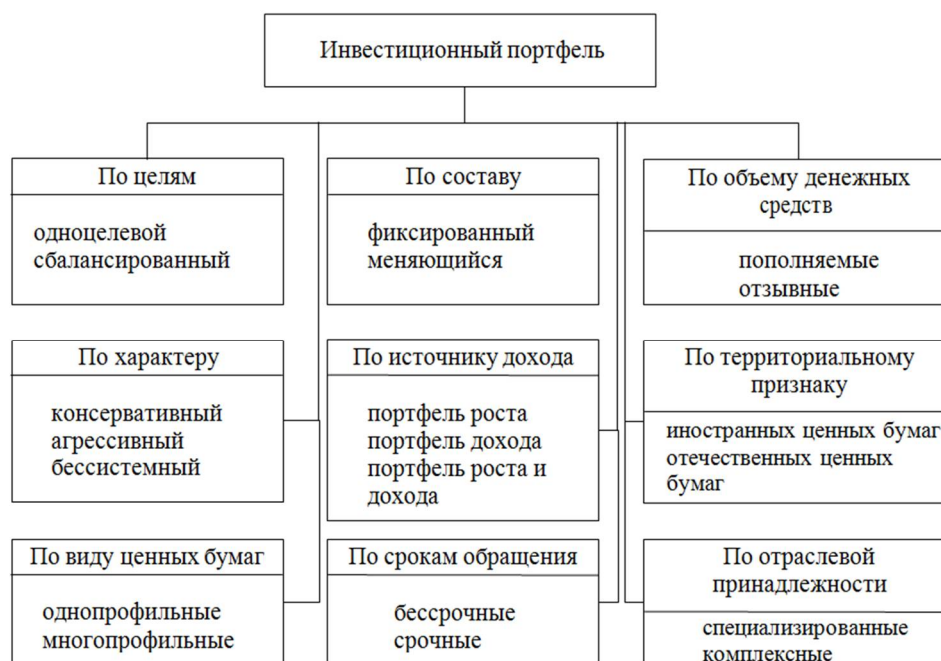 Инвестиционный портфель
По целям
одноцелевой
сбалансированный
По составу
фиксированный
меняющийся
По объему денежных
средств
пополняемые
отзывные
По характеру
консервативный
агрессивный
бессистемный
По источнику дохода
портфель роста
портфель дохода
портфель роста и
дохода
По территориальному
признаку
иностранных ценных бумаг
отечественных ценных
бумаг
По виду ценных бумаг
однопрофильные
многопрофильные
По срокам обращения
бессрочные
срочные
По отраслевой
принадлежности
специализированные
комплексные